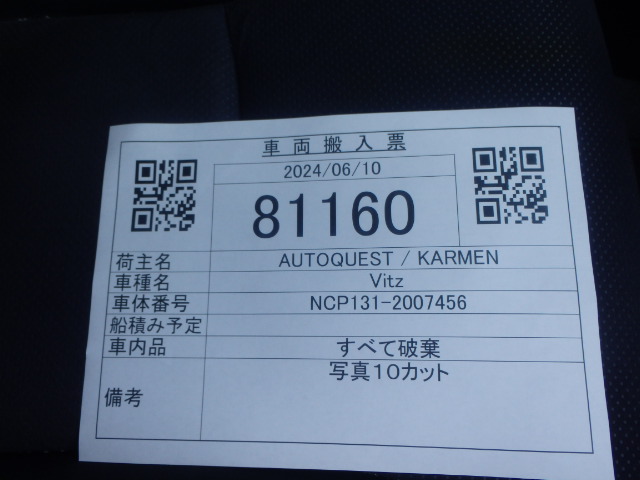 車両搬入票
2024/06/10
81160
荷主名 AUTOQUEST / KARMEN
車種名 Vitz
車体番号 NCP131-2007456
船積み予定
車内品 すべて破棄
備考 写真10カット